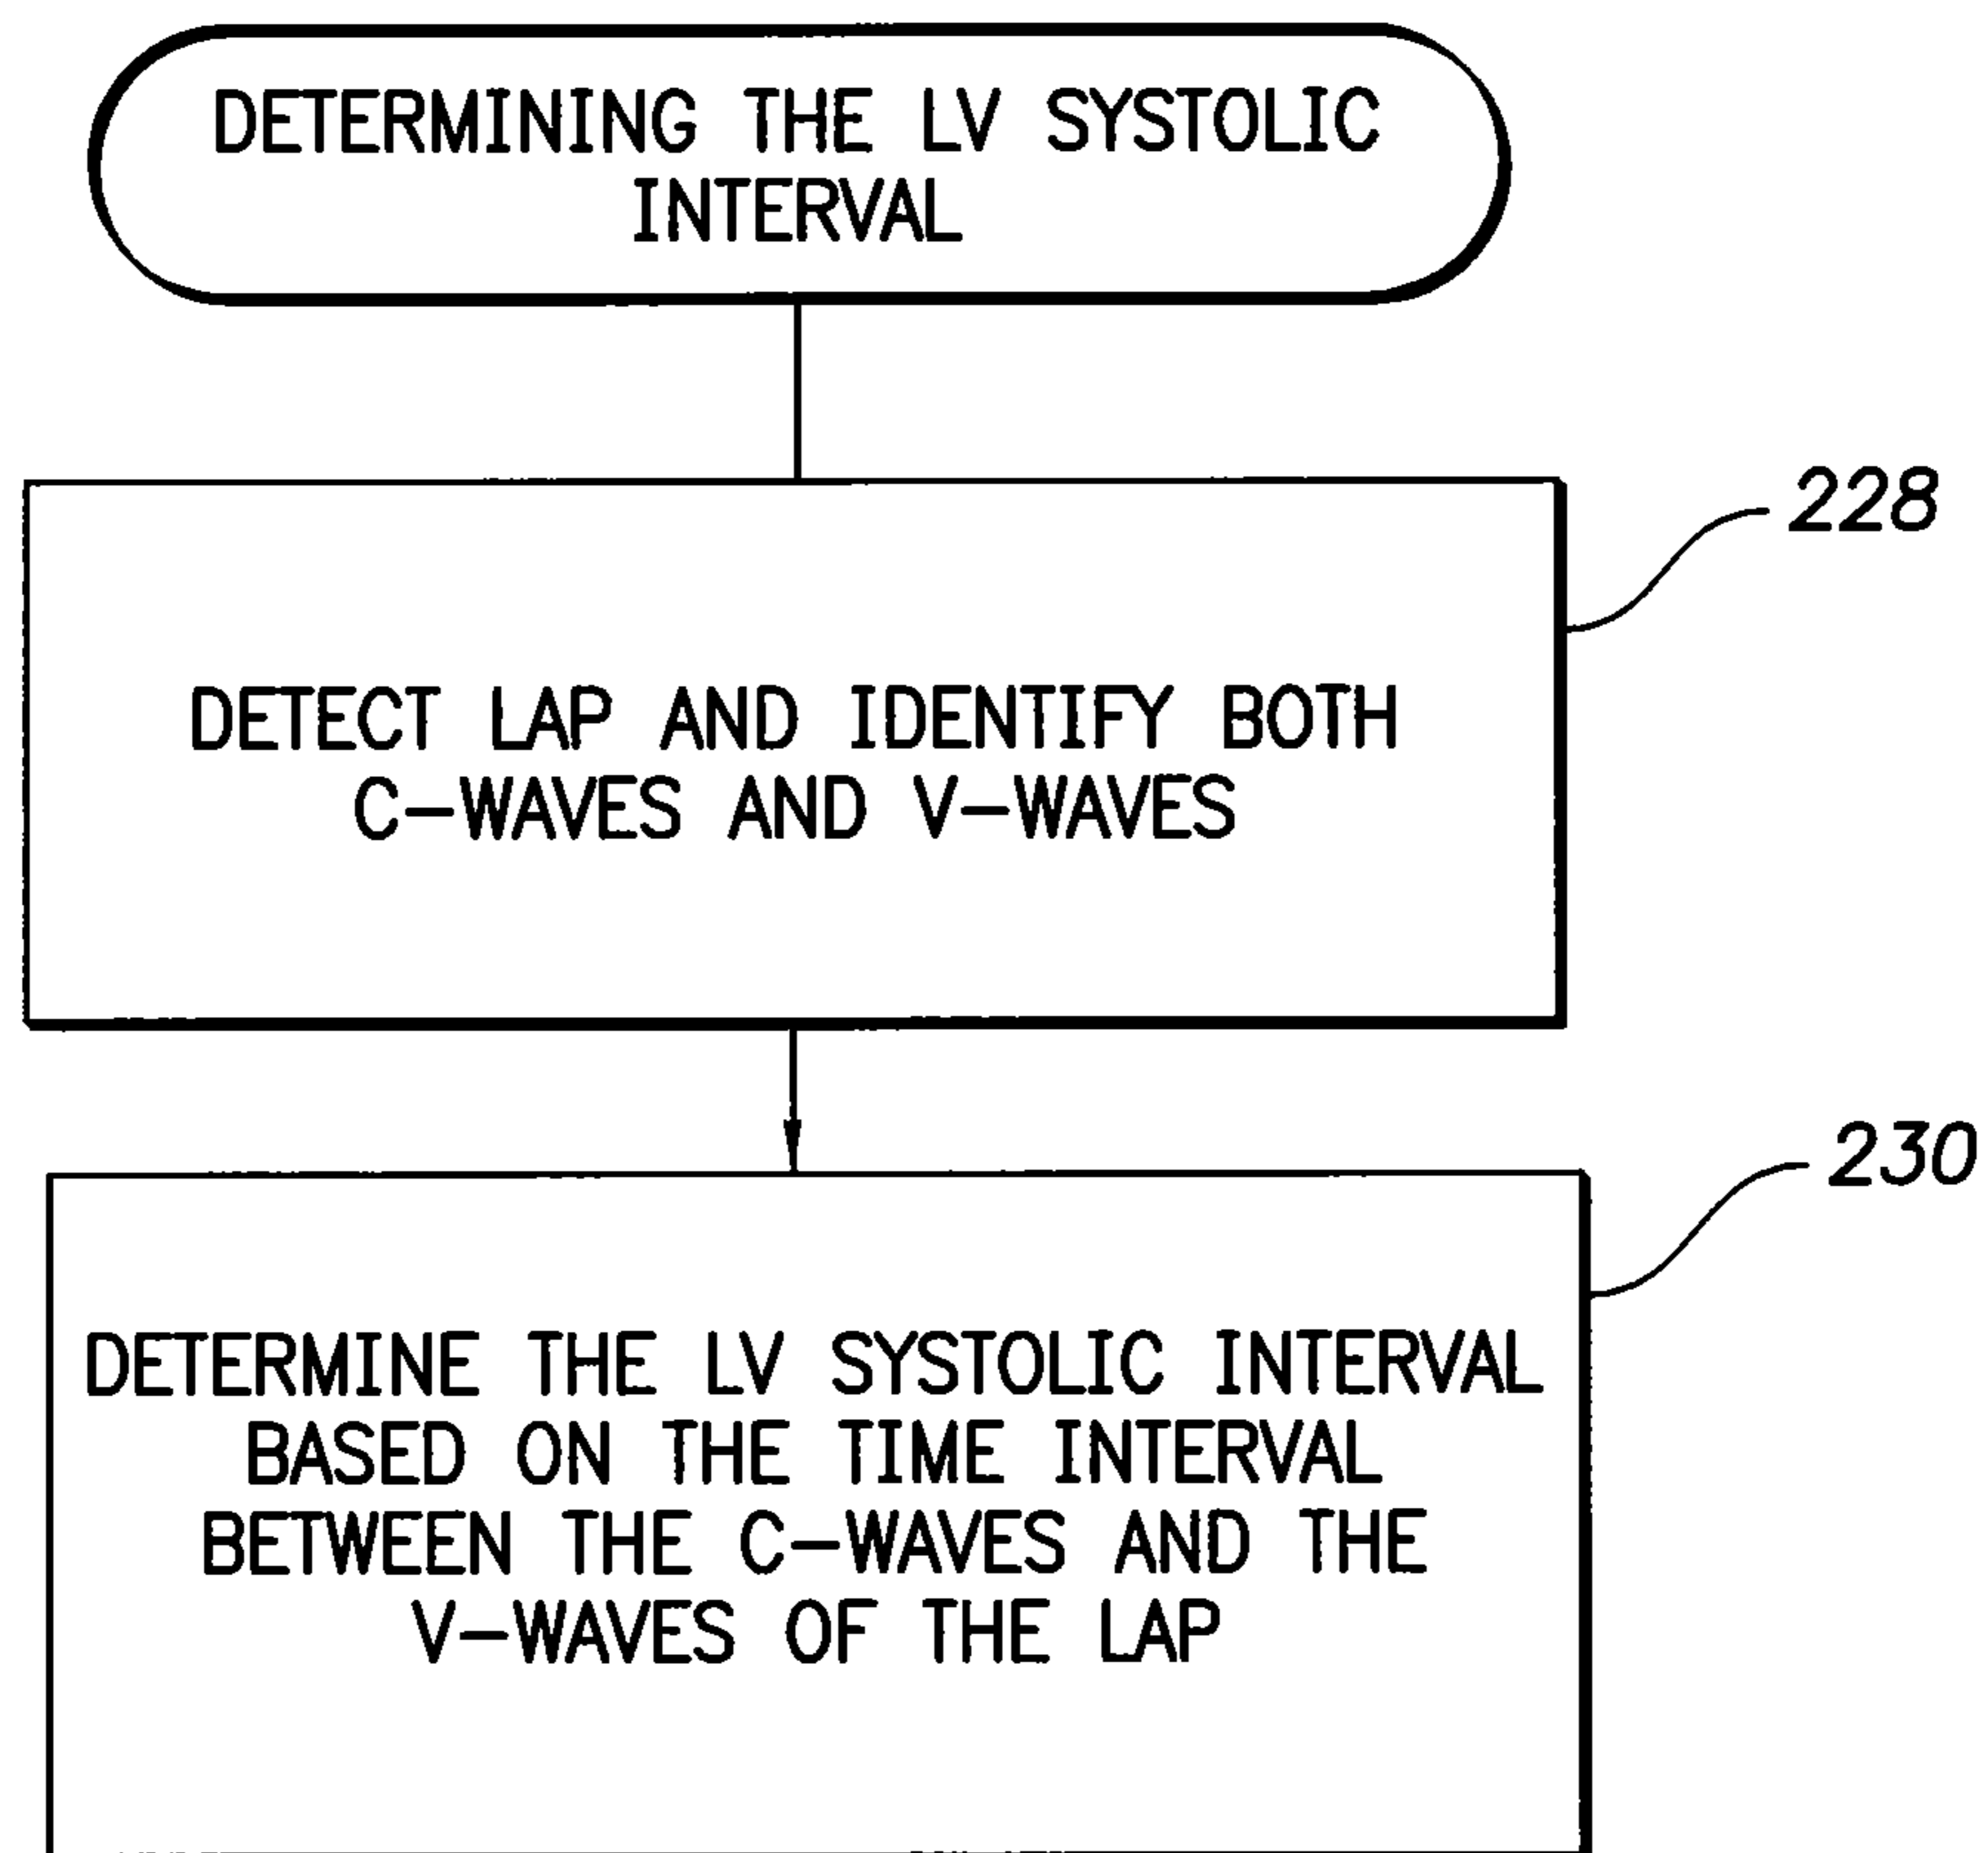 DETERMINING THE LV SYSTOLIC
INTERVAL
228
DETECT LAP AND IDENTIFY BOTH
C-WAVES AND V-WAVES
230
DETERMINE THE LV SYSTOLIC INTERVAL
BASED ON THE TIME INTERVAL
BETWEEN THE C-WAVES AND THE
V-WAVES OF THE LAP